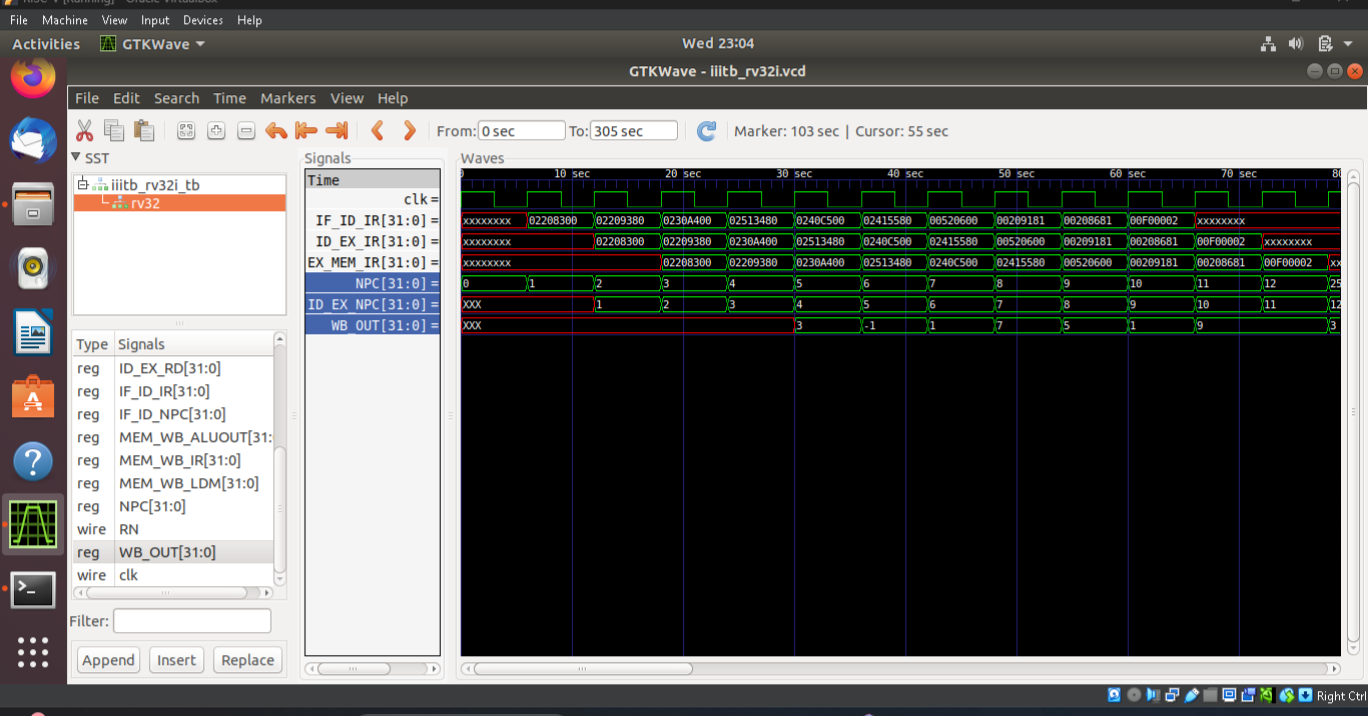 RISC-V [Running] - Oracle VirtualBox
File Machine View Input Devices Help
Activities GTKWave Wed 23:04
GTKWave - iiitb_rv32i.vcd
File Edit Search Time Markers View Help
From: 0 sec To: 305 sec Marker: 103 sec | Cursor: 55 sec
SST
iiitb_rv32i_tb
rv32
Type Signals
reg ID_EX_RD[31:0]
reg IF_ID_IR[31:0]
reg IF_ID_NPC[31:0]
reg MEM_WB_ALUOUT[31:
reg MEM_WB_IR[31:0]
reg MEM_WB_LDM[31:0]
reg NPC[31:0]
wire RN
reg WB_OUT[31:0]
wire clk
Filter:
Append Insert Replace
Signals
Time
clk =
IF_ID_IR[31:0] =
ID_EX_IR[31:0] =
EX_MEM_IR[31:0] =
NPC[31:0] =
ID_EX_NPC[31:0] =
WB_OUT[31:0] =
Waves
0 10 sec 20 sec 30 sec 40 sec 50 sec 60 sec 70 sec 80
xxxxxxxx 02208300 02209380 0230A400 02513480 0240C500 02415580 00520600 00209181 00208681 00F00002 xxxxxxxx
xxxxxxxx 02208300 02209380 0230A400 02513480 0240C500 02415580 00520600 00209181 00208681 00F00002 xxxxxxxx
xxxxxxxx 02208300 02209380 0230A400 02513480 0240C500 02415580 00520600 00209181 00208681 00F00002 xx
0 1 2 3 4 5 6 7 8 9 10 11 12 25
XXX 1 2 3 4 5 6 7 8 9 10 11 12
XXX 3 -1 1 7 5 1 9 3
Right Ctrl